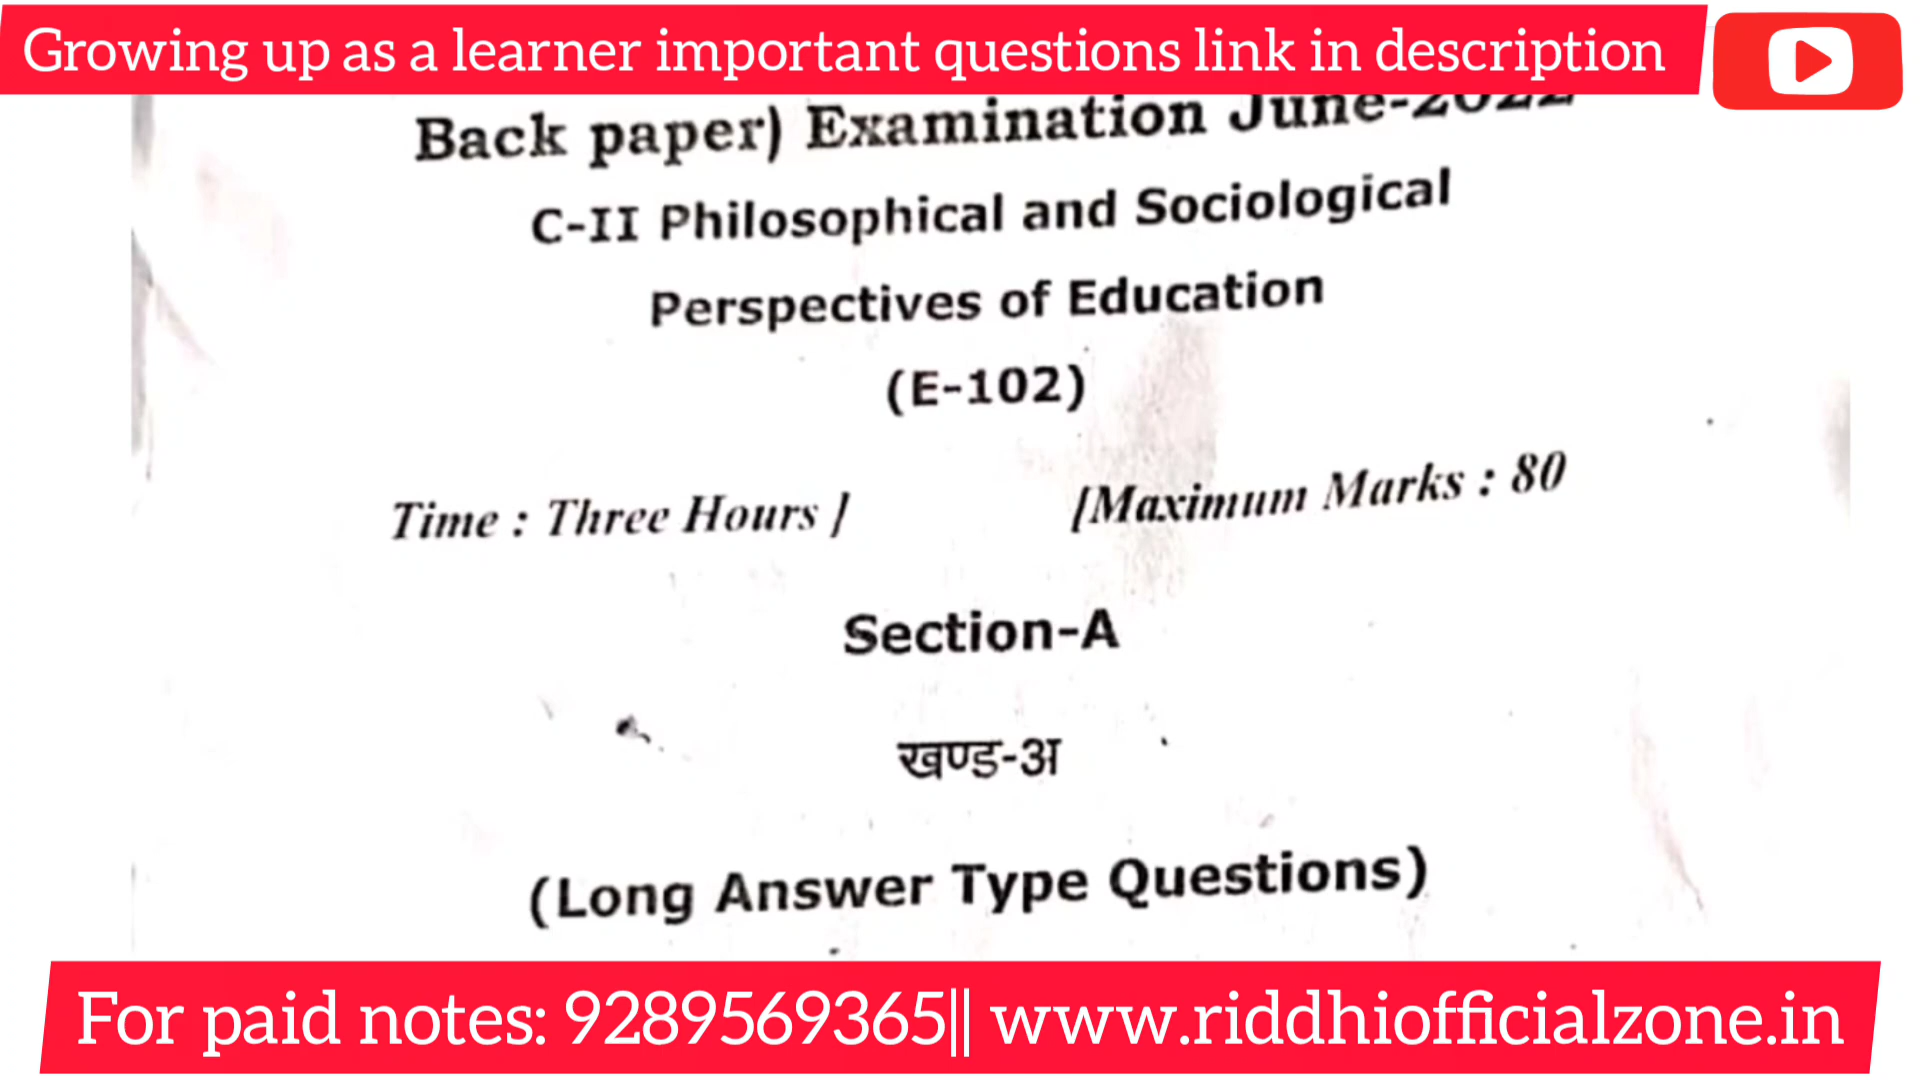 Growing up as a learner important questions link in description
Back paper) Examination June-2022
C-II Philosophical and Sociological
Perspectives of Education
(E-102)
Time : Three Hours ]
[Maximum Marks : 80
Section-A
खण्ड-अ
(Long Answer Type Questions)
For paid notes: 9289569365|| www.riddhiofficialzone.in